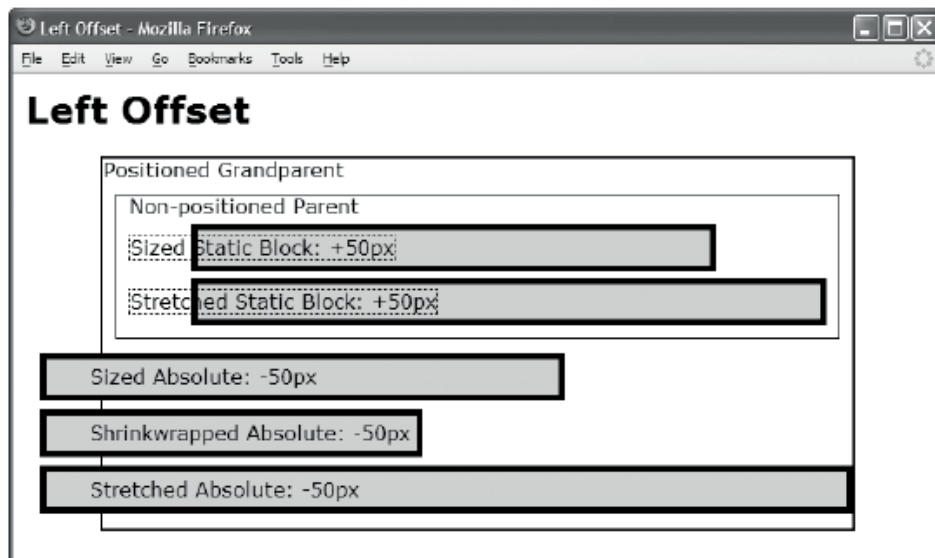 Left Offset - Mozilla Firefox
File Edit View Go Bookmarks Tools Help
Left Offset
Positioned Grandparent
Non-positioned Parent
Sized Static Block: +50px
Stretched Static Block: +50px
Sized Absolute: -50px
Shrinkwrapped Absolute: -50px
Stretched Absolute: -50px